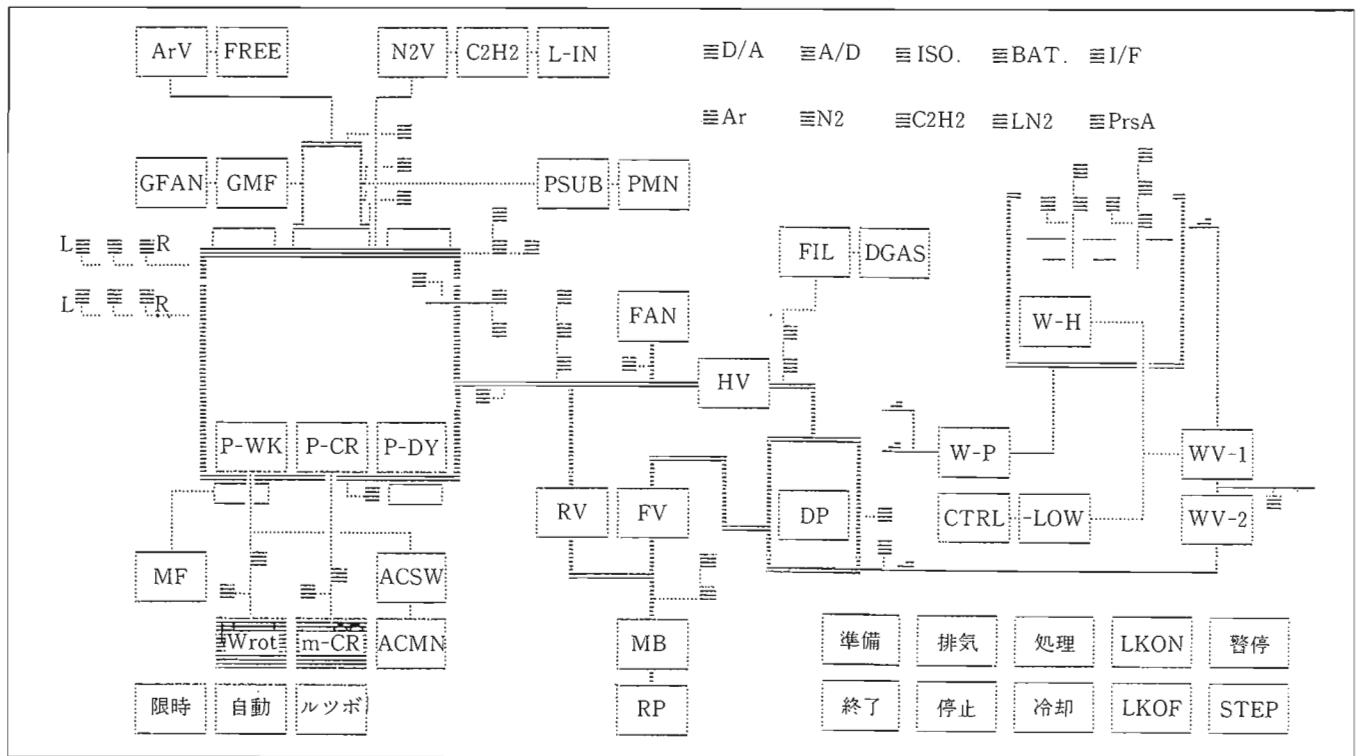 ArV FREE N2V C2H2 L-IN D/A A/D ISO. BAT. I/F
Ar N2 C2H2 LN2 PrsA
GFAN GMF PSUB PMN
L R FIL DGAS
L R FAN W-H
HV
P-WK P-CR P-DY W-P WV-1
RV FV DP CTRL -LOW WV-2
MF ACSW
Wrot m-CR ACMN MB 準備 排気 処理 LKON 暫停
限時 自動 ルツボ RP 終了 停止 冷却 LKOF STEP